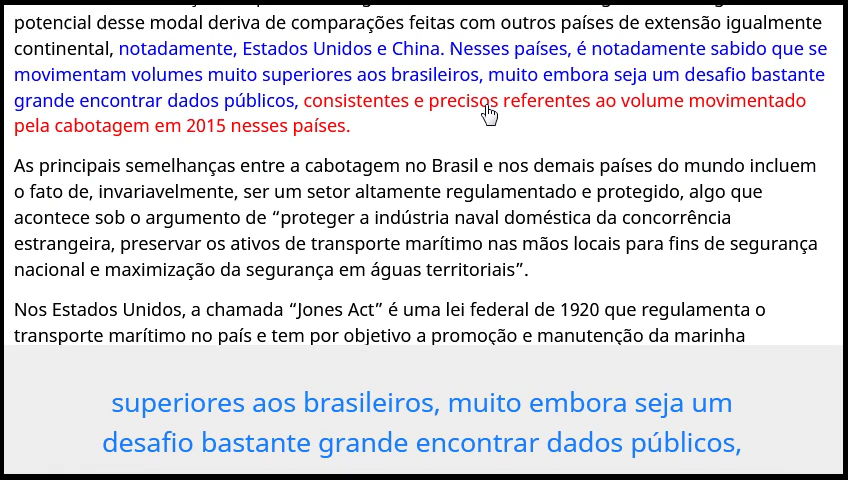 potencial desse modal deriva de comparações feitas com outros países de extensão igualmente
continental, notadamente, Estados Unidos e China. Nesses países, é notadamente sabido que se
movimentam volumes muito superiores aos brasileiros, muito embora seja um desafio bastante
grande encontrar dados públicos, consistentes e precisos referentes ao volume movimentado
pela cabotagem em 2015 nesses países.
As principais semelhanças entre a cabotagem no Brasil e nos demais países do mundo incluem
o fato de, invariavelmente, ser um setor altamente regulamentado e protegido, algo que
acontece sob o argumento de “proteger a indústria naval doméstica da concorrência
estrangeira, preservar os ativos de transporte marítimo nas mãos locais para fins de segurança
nacional e maximização da segurança em águas territoriais”.
Nos Estados Unidos, a chamada “Jones Act” é uma lei federal de 1920 que regulamenta o
transporte marítimo no país e tem por objetivo a promoção e manutenção da marinha
superiores aos brasileiros, muito embora seja um
desafio bastante grande encontrar dados públicos,